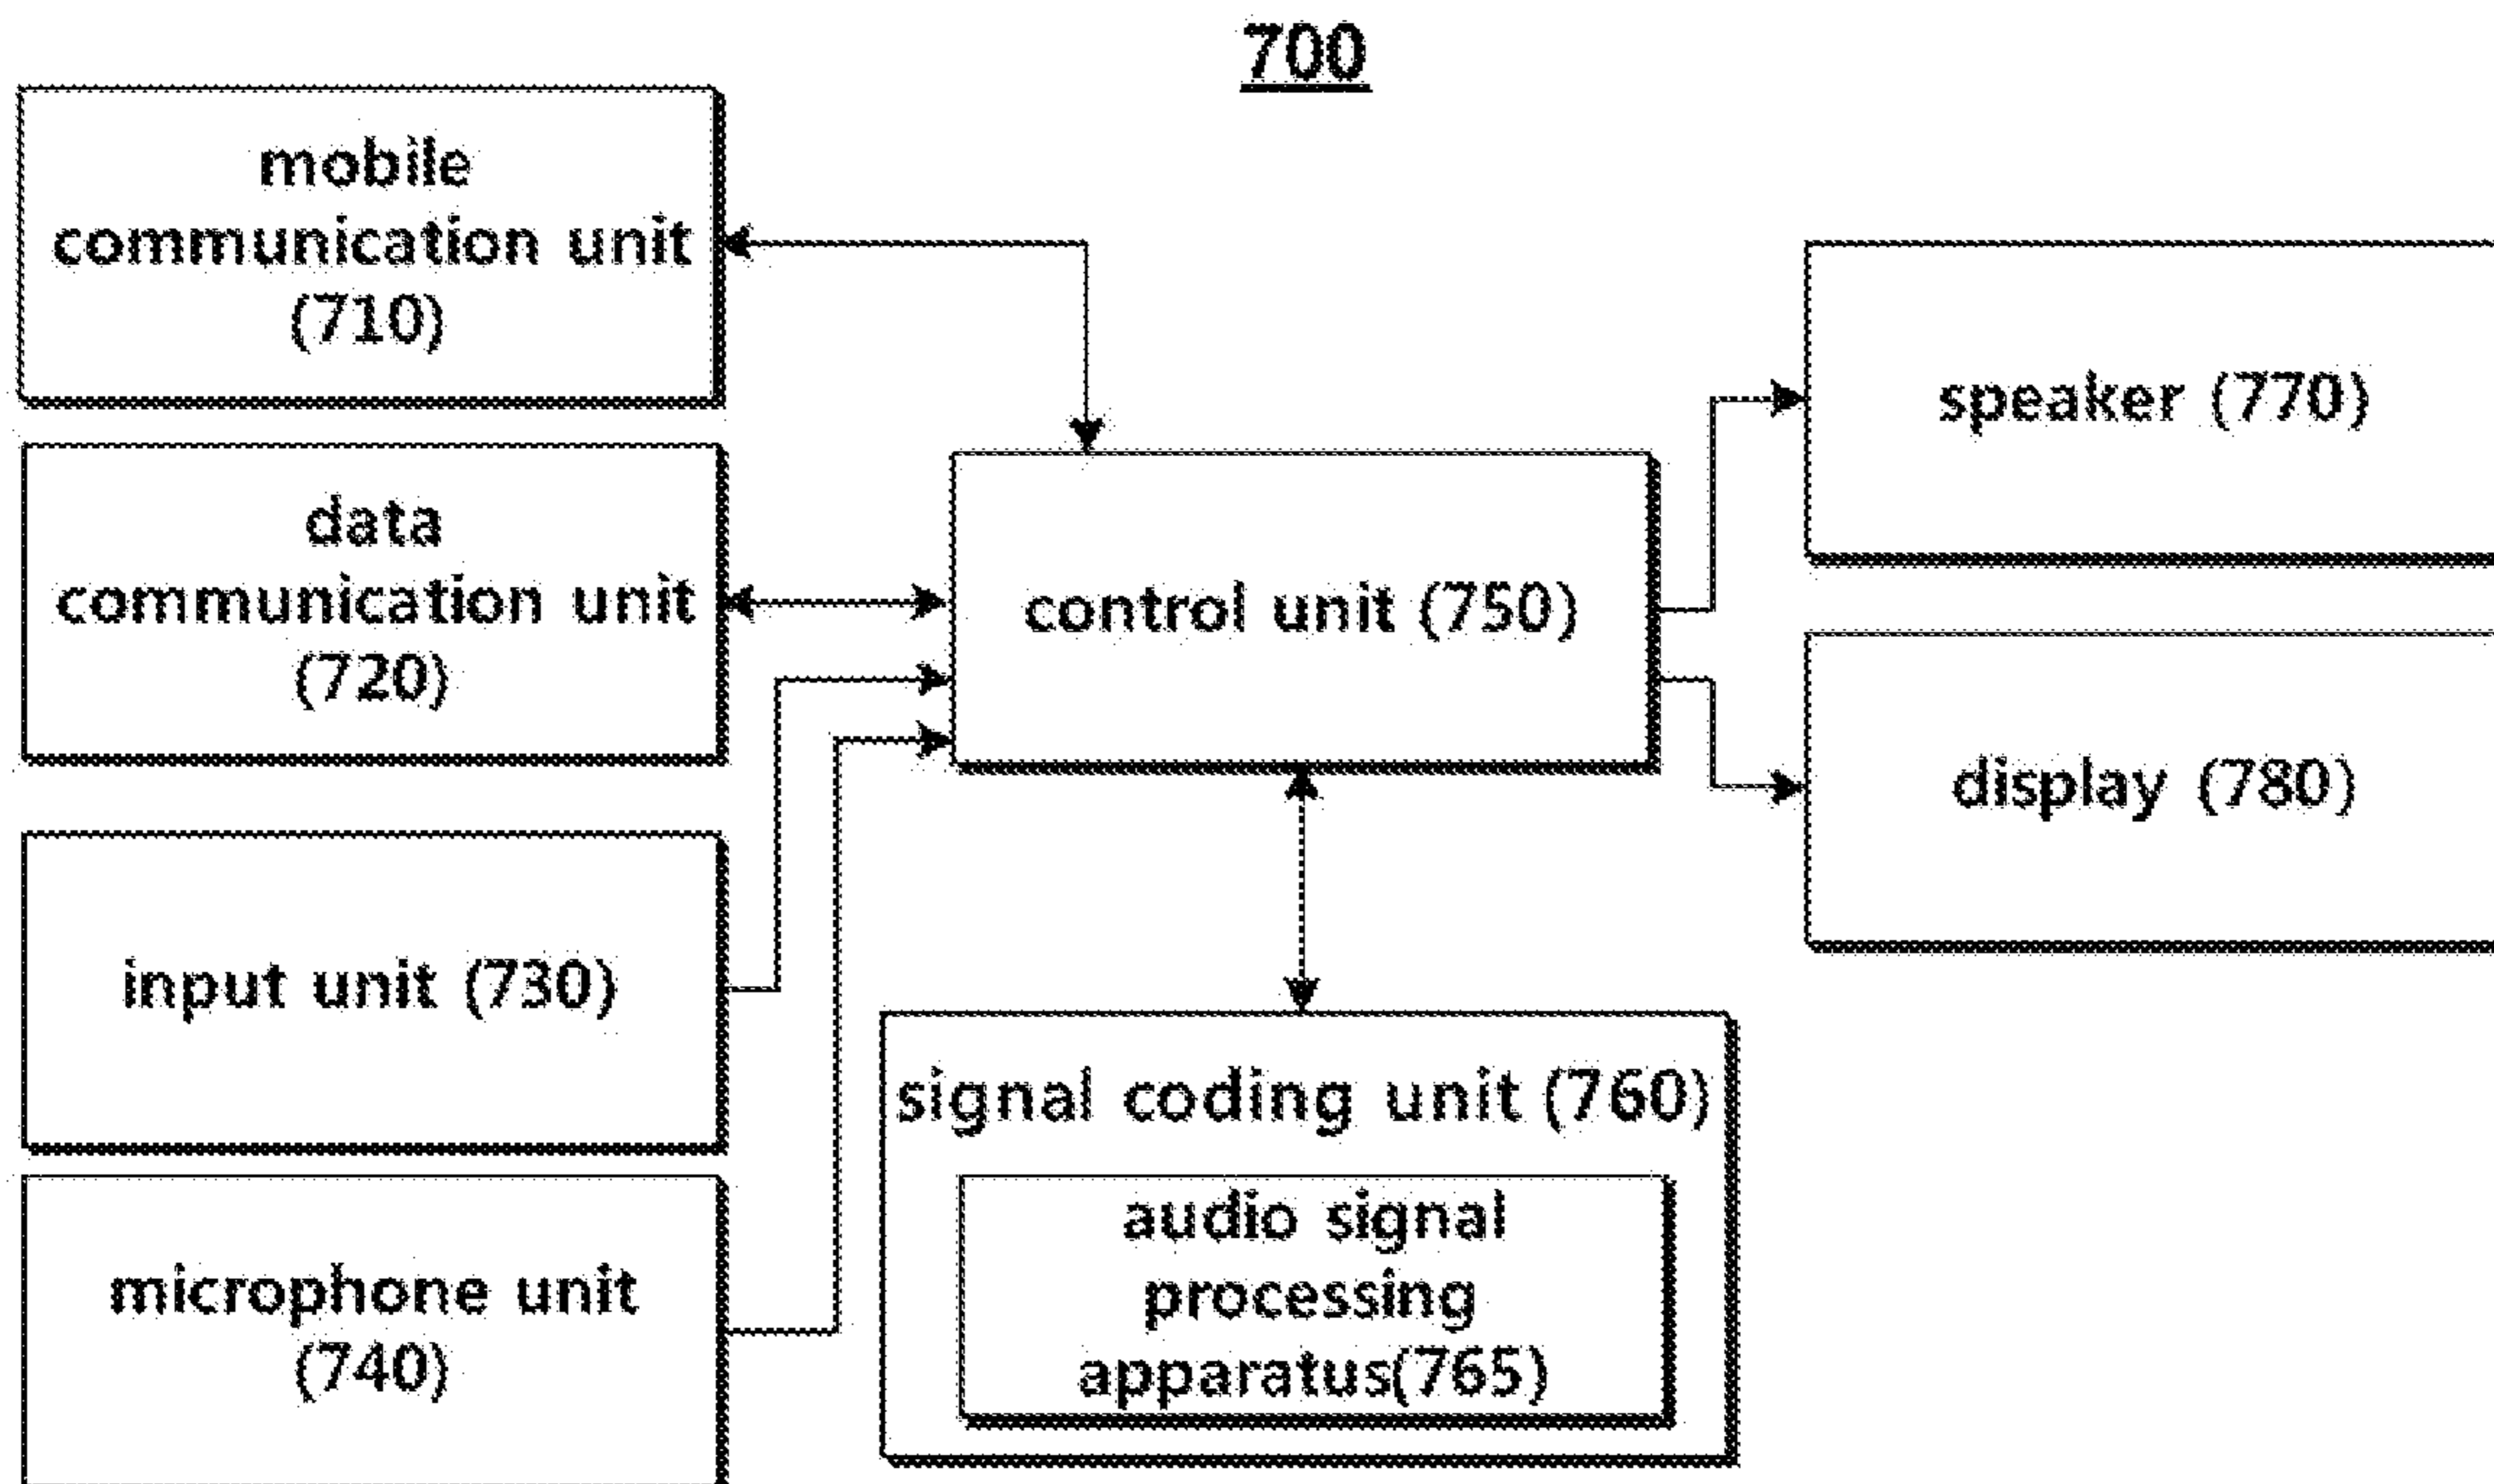 700
mobile
communication unit
(710)
data
communication unit
(720)
input unit (730)
microphone unit
(740)
control unit (750)
signal coding unit (760)
audio signal
processing
apparatus(765)
speaker (770)
display (780)